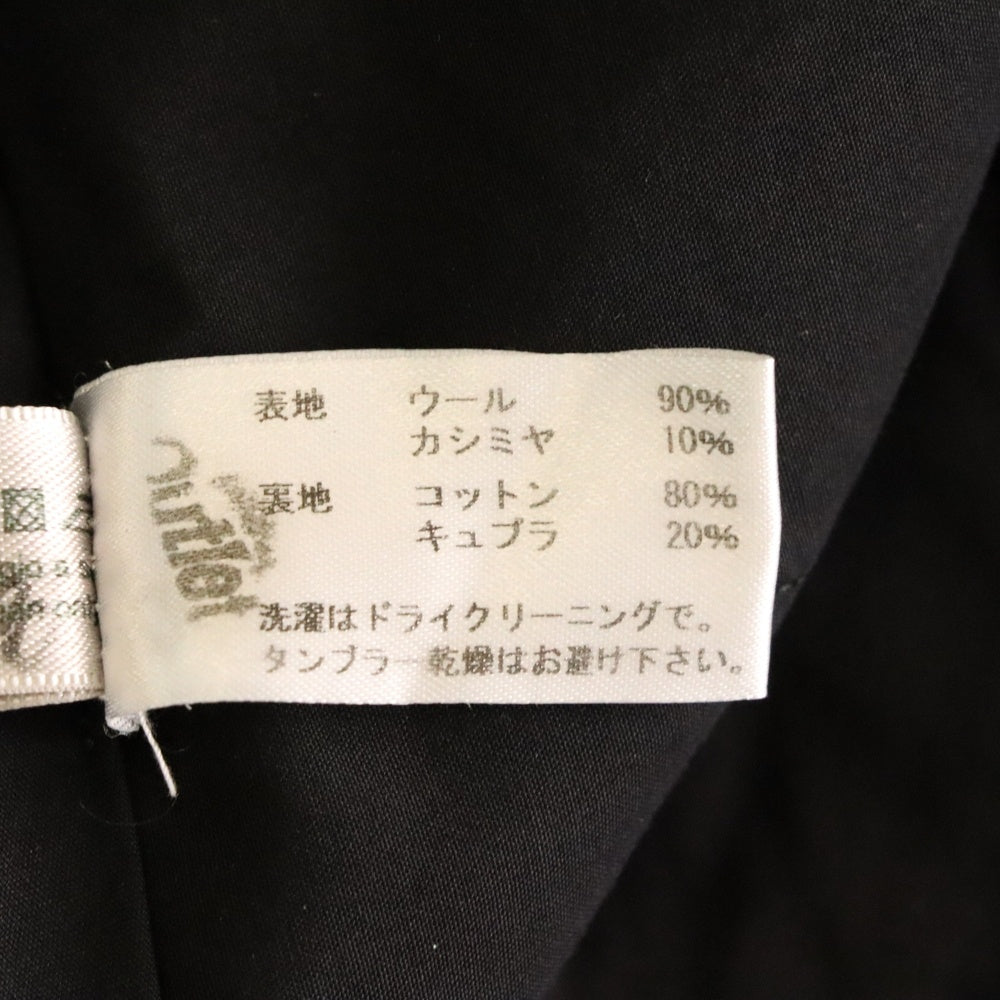 表地 ウール 90%
カシミヤ 10%
裏地 コットン 80%
キュプラ 20%
洗濯はドライクリーニングで。
タンブラー乾燥はお避け下さい。